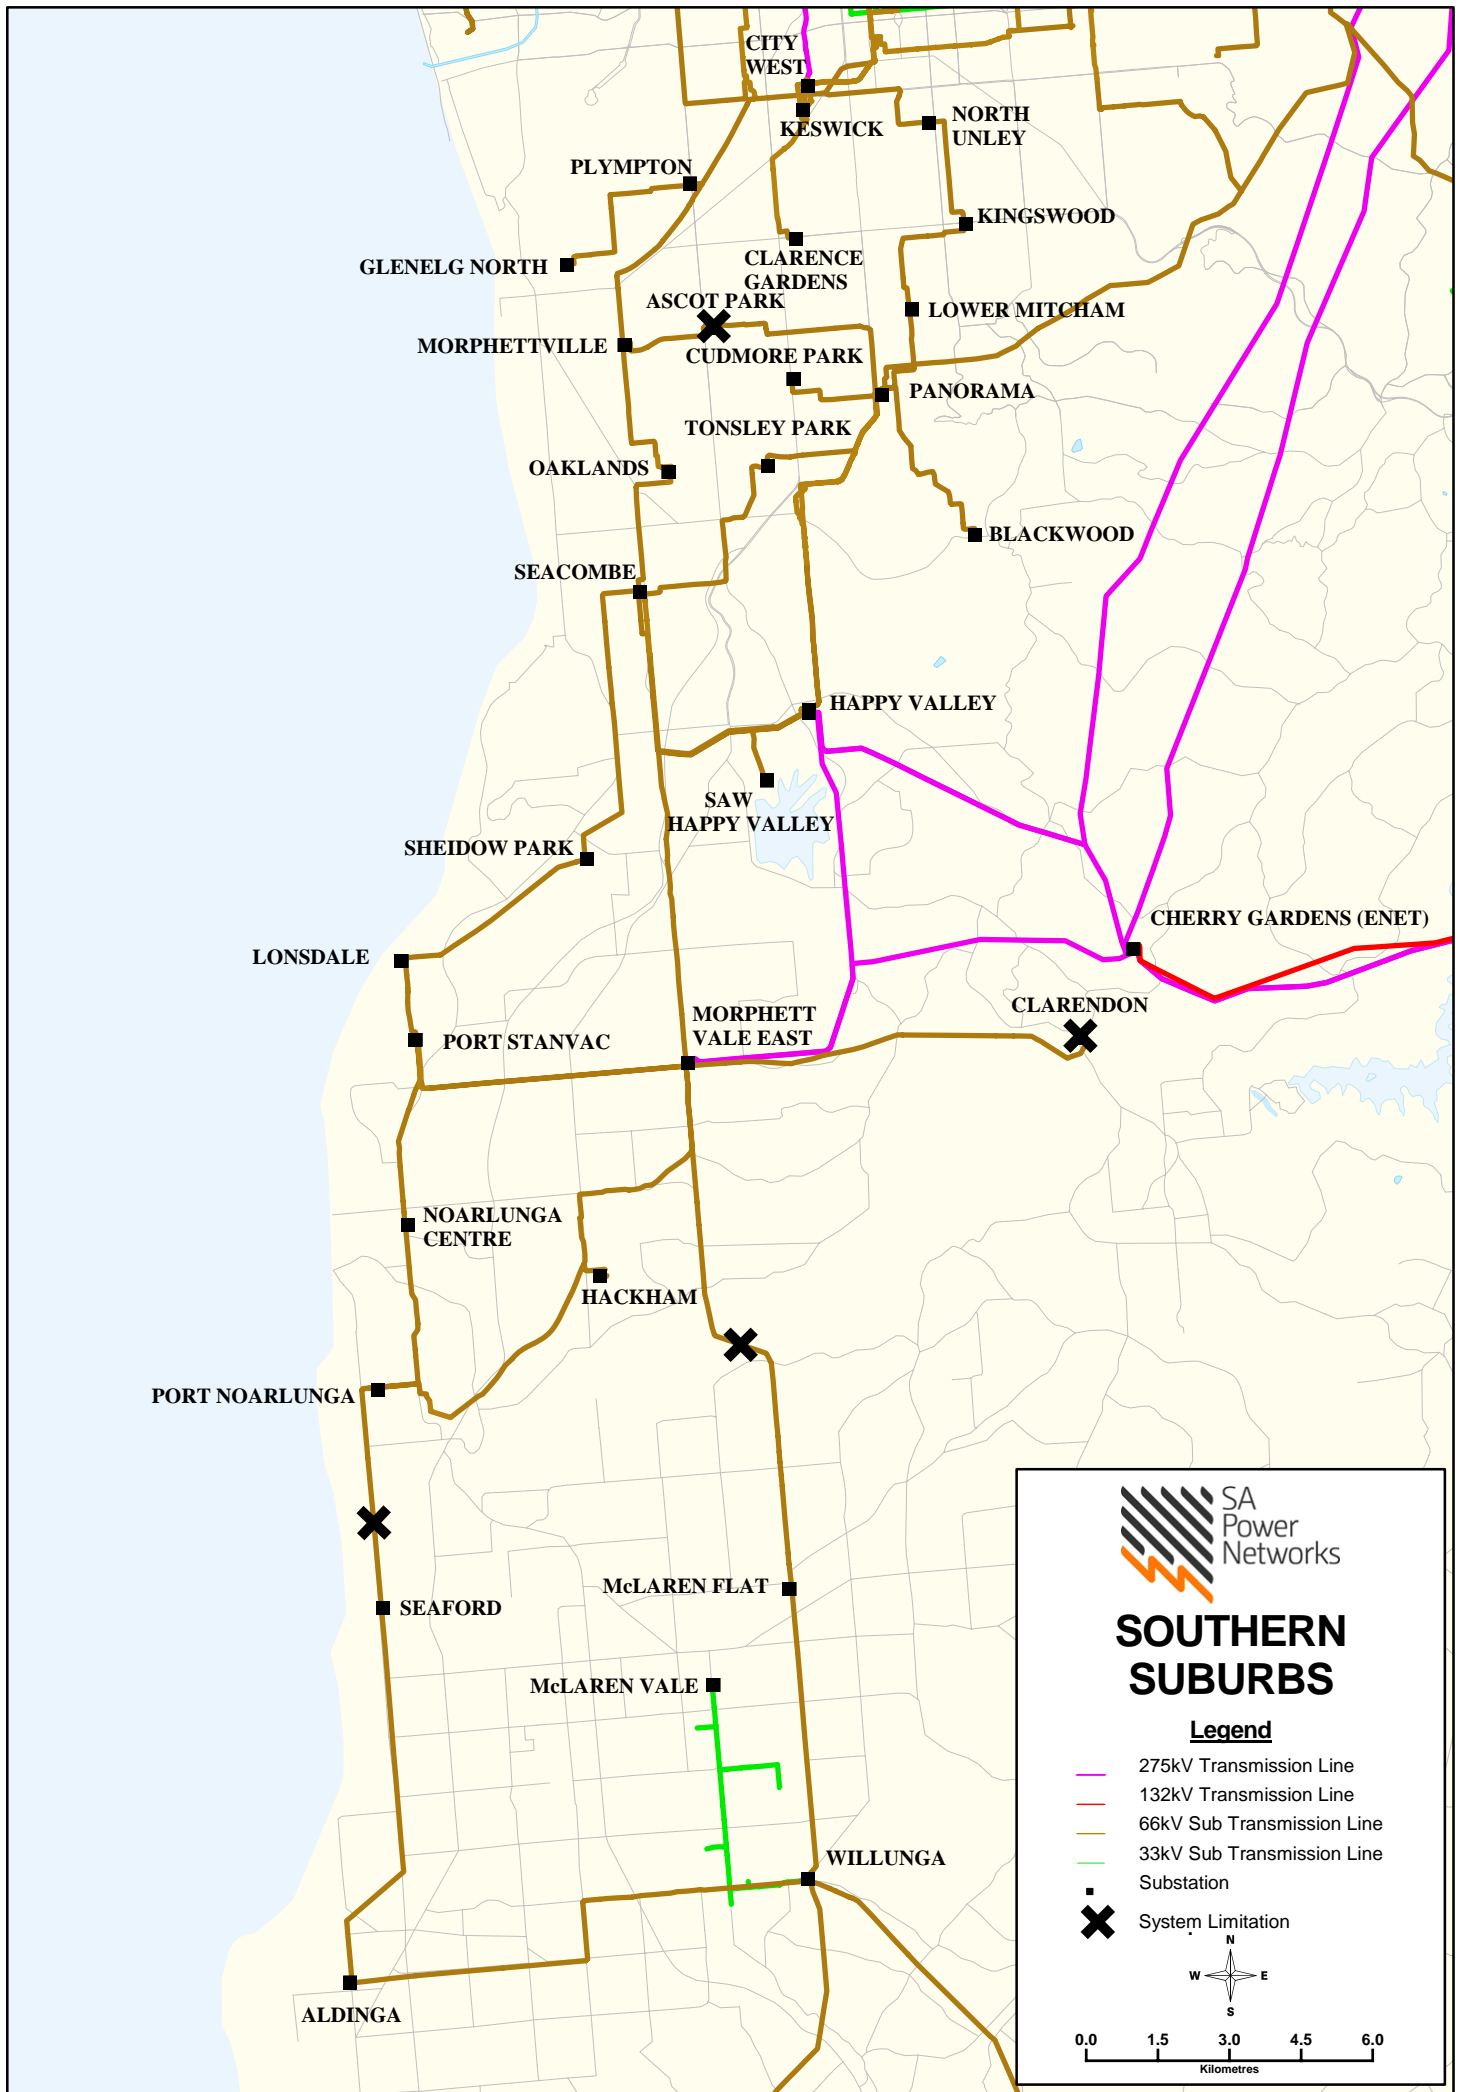 CITY
WEST
KESWICK
NORTH
UNLEY
PLYMPTON
KINGSWOOD
GLENELG NORTH
CLARENCE
GARDENS
ASCOT PARK
LOWER MITCHAM
MORPHETTVILLE
CUDMORE PARK
PANORAMA
TONSLEY PARK
OAKLANDS
BLACKWOOD
SEACOMBE
HAPPY VALLEY
SAW
HAPPY VALLEY
SHEIDOW PARK
CHERRY GARDENS (ENET)
LONSDALE
CLARENDON
MORPHETT
VALE EAST
PORT STANVAC
NOARLUNGA
CENTRE
HACKHAM
PORT NOARLUNGA
McLAREN FLAT
SEAFORD
McLAREN VALE
WILLUNGA
ALDINGA
SA
Power
Networks
SOUTHERN
SUBURBS
Legend
275kV Transmission Line
132kV Transmission Line
66kV Sub Transmission Line
33kV Sub Transmission Line
Substation
System Limitation
N
W E
S
0.0 1.5 3.0 4.5 6.0
Kilometres